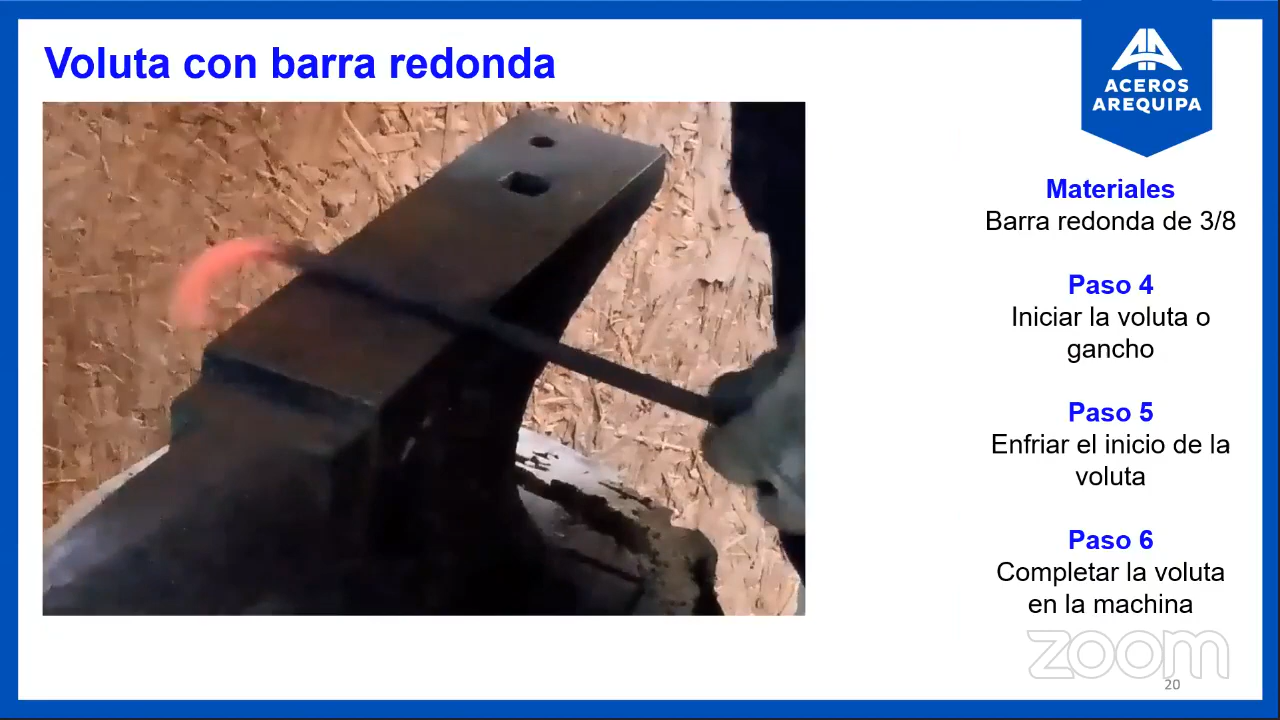 Voluta con barra redonda
ACEROS
AREQUIPA
Materiales
Barra redonda de 3/8
Paso 4
Iniciar la voluta o
gancho
Paso 5
Enfriar el inicio de la
voluta
Paso 6
Completar la voluta
en la machina
zoom
20